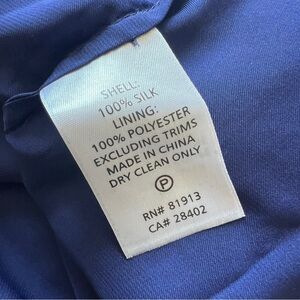 SHELL:
100% SILK
LINING:
100% POLYESTER
EXCLUDING TRIMS
MADE IN CHINA
DRY CLEAN ONLY
P
RN# 81913
CA# 28402